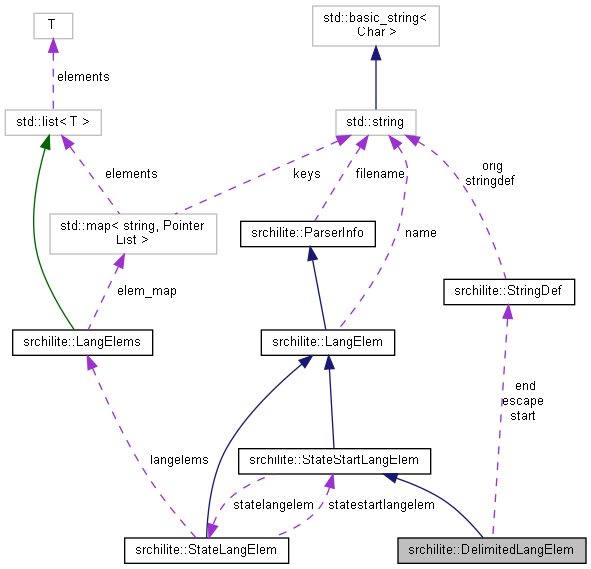 std::basic_string<
Char >
T
elements
std::list< T >
std::string
orig
stringdef
elements
keys
filename
std::map< string, Pointer
List >
srchilite::ParserInfo
name
elem_map
srchilite::StringDef
srchilite::LangElems
srchilite::LangElem
end
escape
start
langelems
srchilite::StateStartLangElem
statelangelem
statestartlangelem
srchilite::StateLangElem
srchilite::DelimitedLangElem